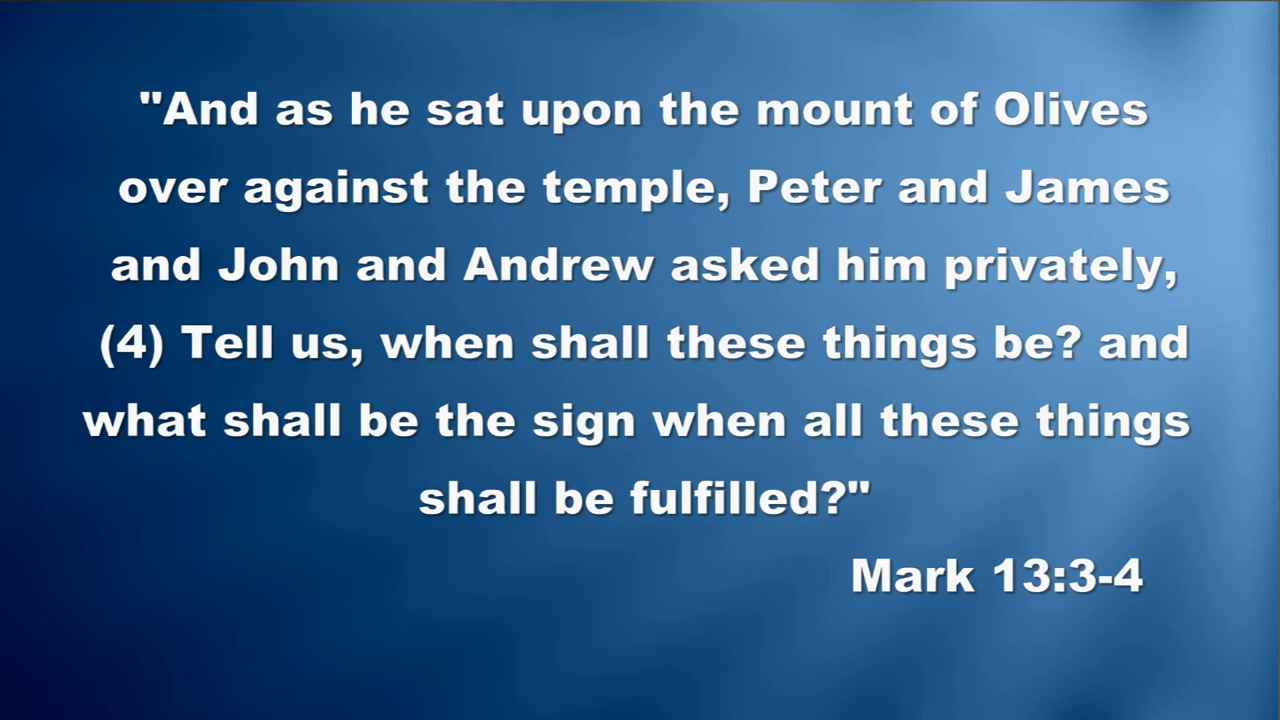 "And as he sat upon the mount of Olives
over against the temple, Peter and James
and John and Andrew asked him privately,
(4) Tell us, when shall these things be? and
what shall be the sign when all these things
shall be fulfilled?"
Mark 13:3-4